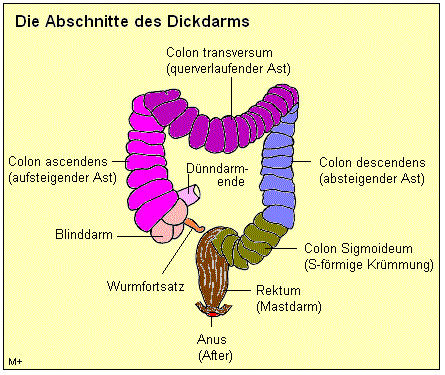 Die Abschnitte des Dickdarms
Colon transversum
(querverlaufender Ast)
Colon ascendens
(aufsteigender Ast)
Dünndarm-
ende
Colon descendens
(absteigender Ast)
Blinddarm
Colon Sigmoideum
(S-förmige Krümmung)
Wurmfortsatz
Rektum
(Mastdarm)
Anus
(After)
M+